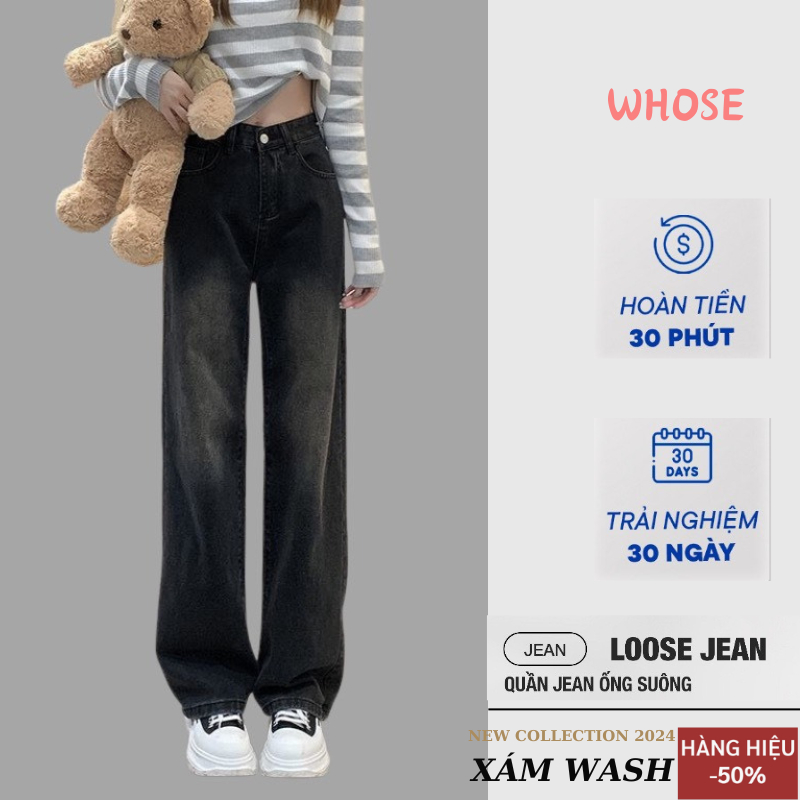 WHOSE
$
HOÀN TIỀN
30 PHÚT
30
DAYS
TRẢI NGHIỆM
30 NGÀY
JEAN
LOOSE JEAN
QUẦN JEAN ỐNG SUÔNG
NEW COLLECTION 2024
XÁM WASH
HÀNG HIỆU
-50%